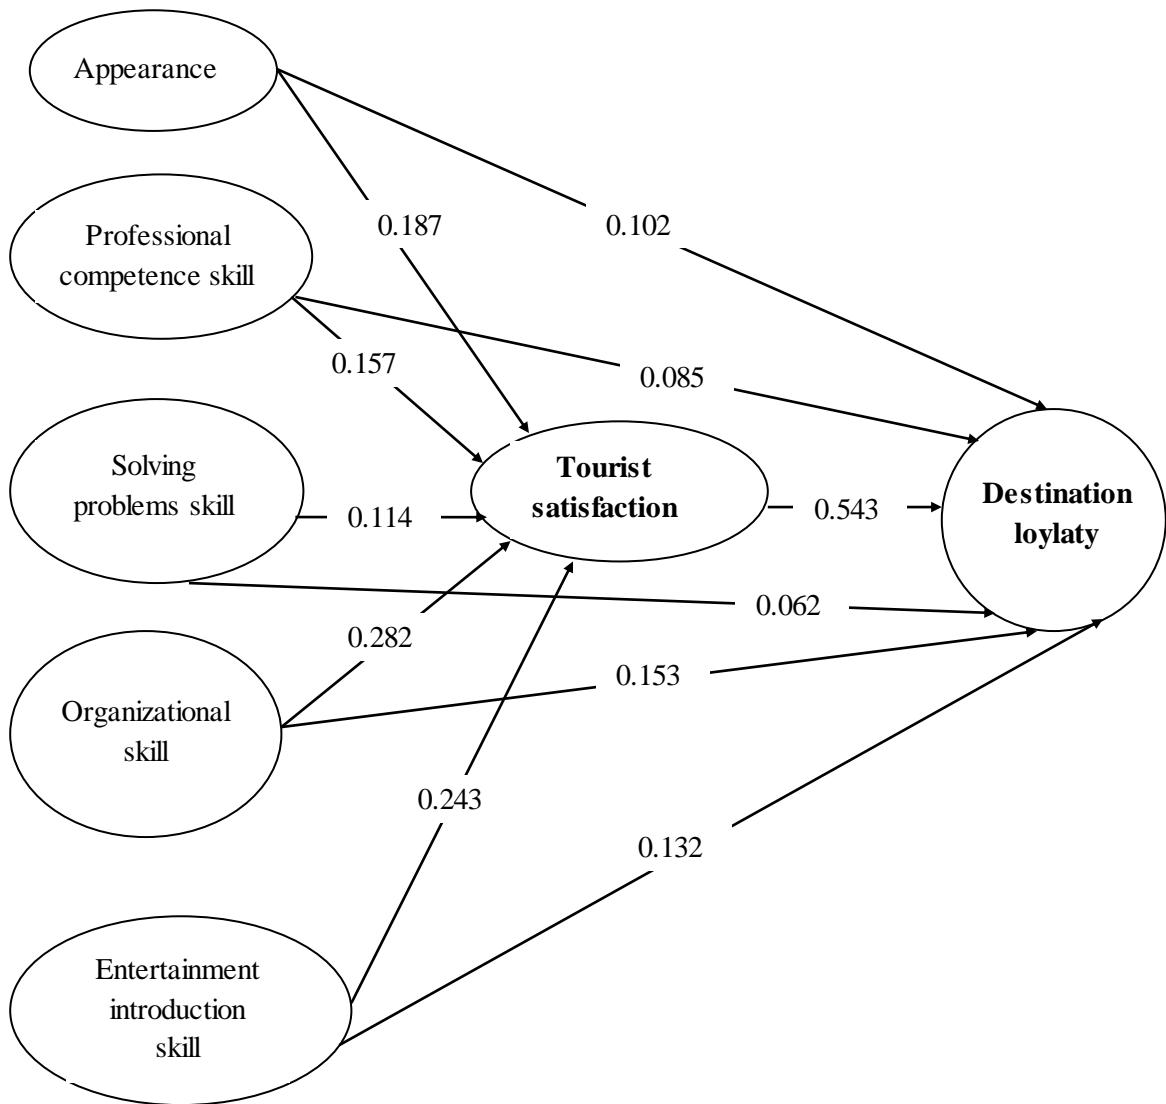 Appearance
0.187
0.102
Professional
competence skill
0.157
0.085
Solving
problems skill
0.114
Tourist
satisfaction
0.543
Destination
loylaty
0.062
0.282
0.153
Organizational
skill
0.243
0.132
Entertainment
introduction
skill